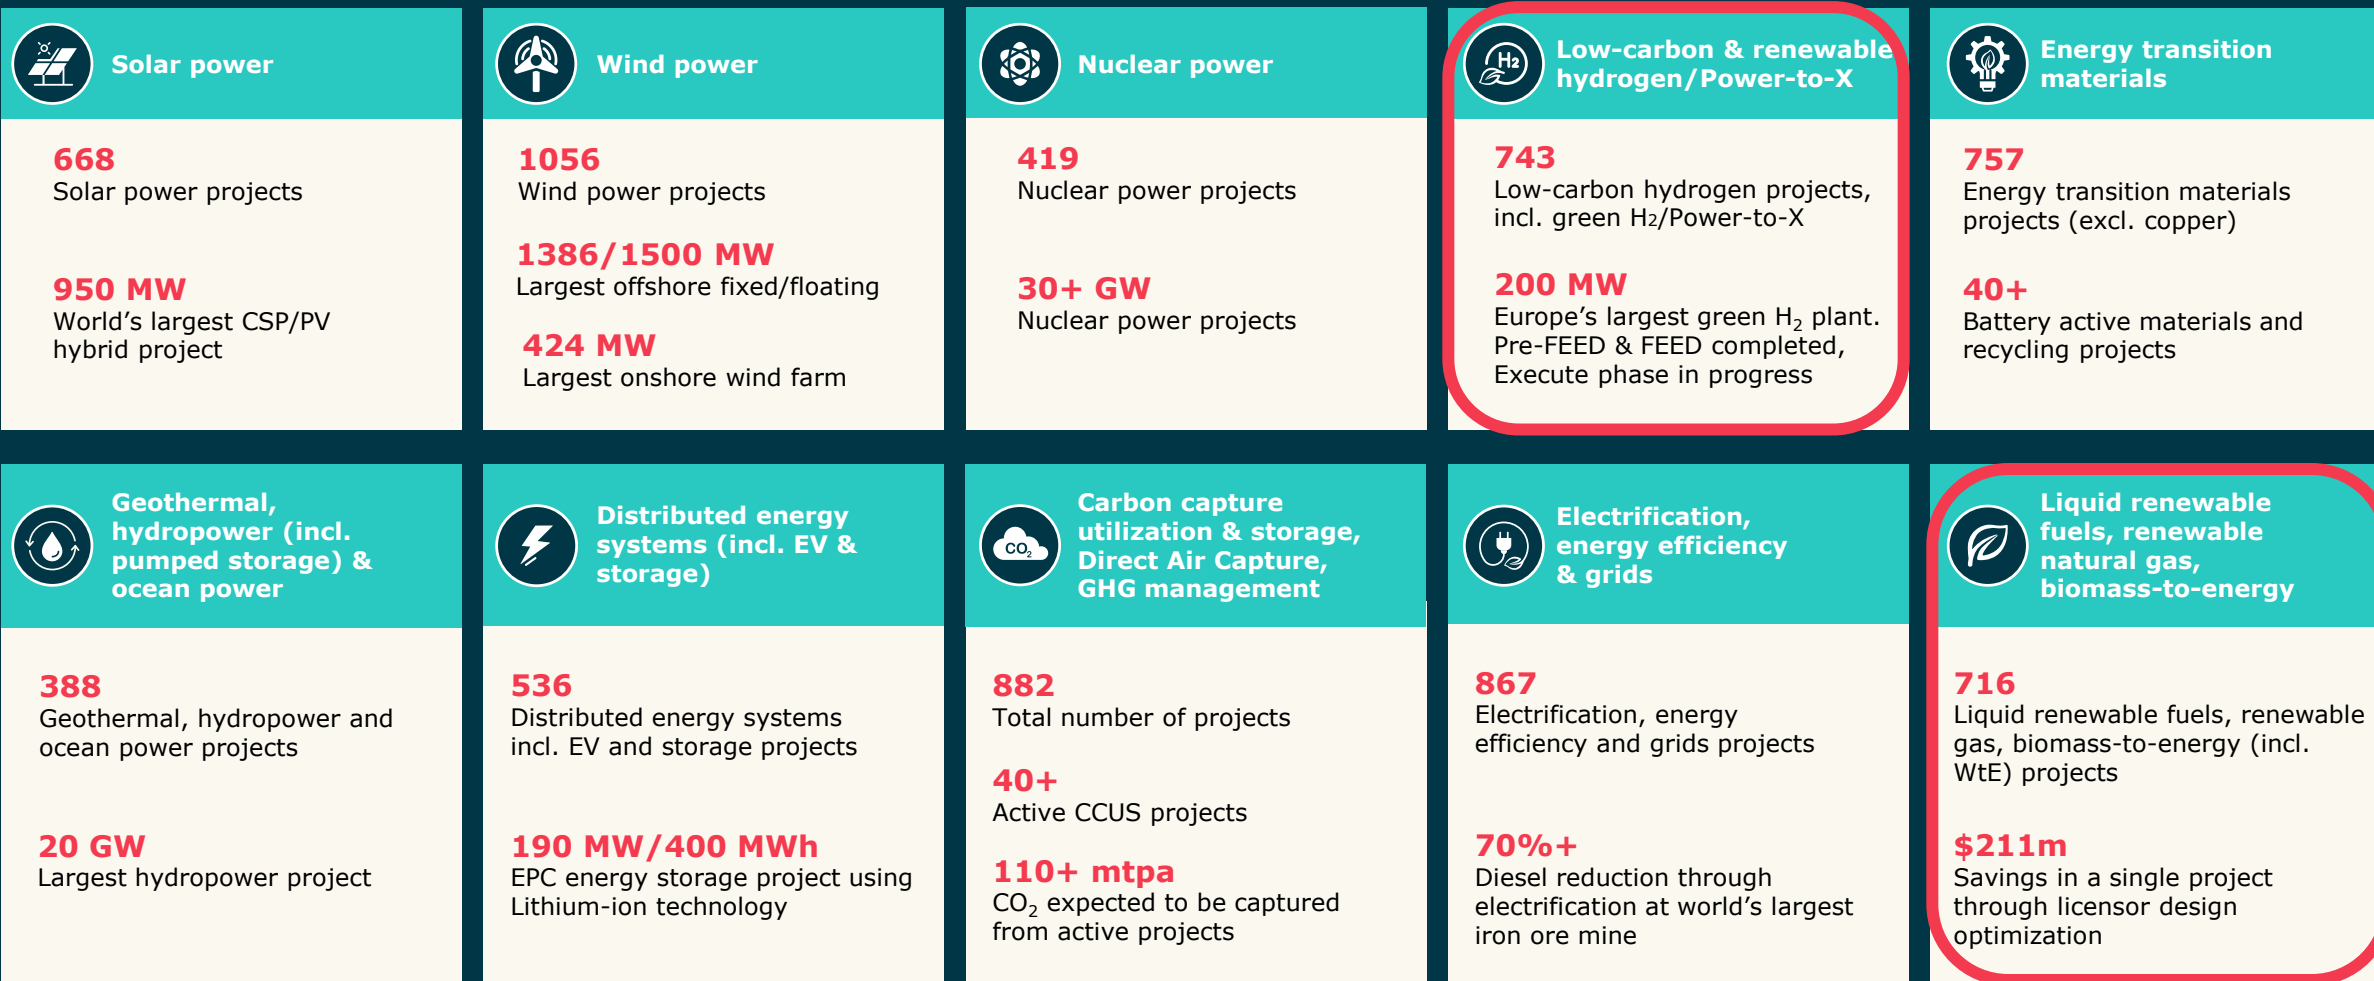 Solar power
668
Solar power projects
950 MW
World’s largest CSP/PV
hybrid project
Wind power
1056
Wind power projects
1386/1500 MW
Largest offshore fixed/floating
424 MW
Largest onshore wind farm
Nuclear power
419
Nuclear power projects
30+ GW
Nuclear power projects
H2
Low-carbon & renewable
hydrogen/Power-to-X
743
Low-carbon hydrogen projects,
incl. green H2/Power-to-X
200 MW
Europe’s largest green H₂ plant.
Pre-FEED & FEED completed,
Execute phase in progress
Energy transition
materials
757
Energy transition materials
projects (excl. copper)
40+
Battery active materials and
recycling projects
Geothermal,
hydropower (incl.
pumped storage) &
ocean power
388
Geothermal, hydropower and
ocean power projects
20 GW
Largest hydropower project
Distributed energy
systems (incl. EV &
storage)
536
Distributed energy systems
incl. EV and storage projects
190 MW/400 MWh
EPC energy storage project using
Lithium-ion technology
CO₂
Carbon capture
utilization & storage,
Direct Air Capture,
GHG management
882
Total number of projects
40+
Active CCUS projects
110+ mtpa
CO₂ expected to be captured
from active projects
Electrification,
energy efficiency
& grids
867
Electrification, energy
efficiency and grids projects
70%+
Diesel reduction through
electrification at world’s largest
iron ore mine
Liquid renewable
fuels, renewable
natural gas,
biomass-to-energy
716
Liquid renewable fuels, renewable
gas, biomass-to-energy (incl.
WtE) projects
$211m
Savings in a single project
through licensor design
optimization